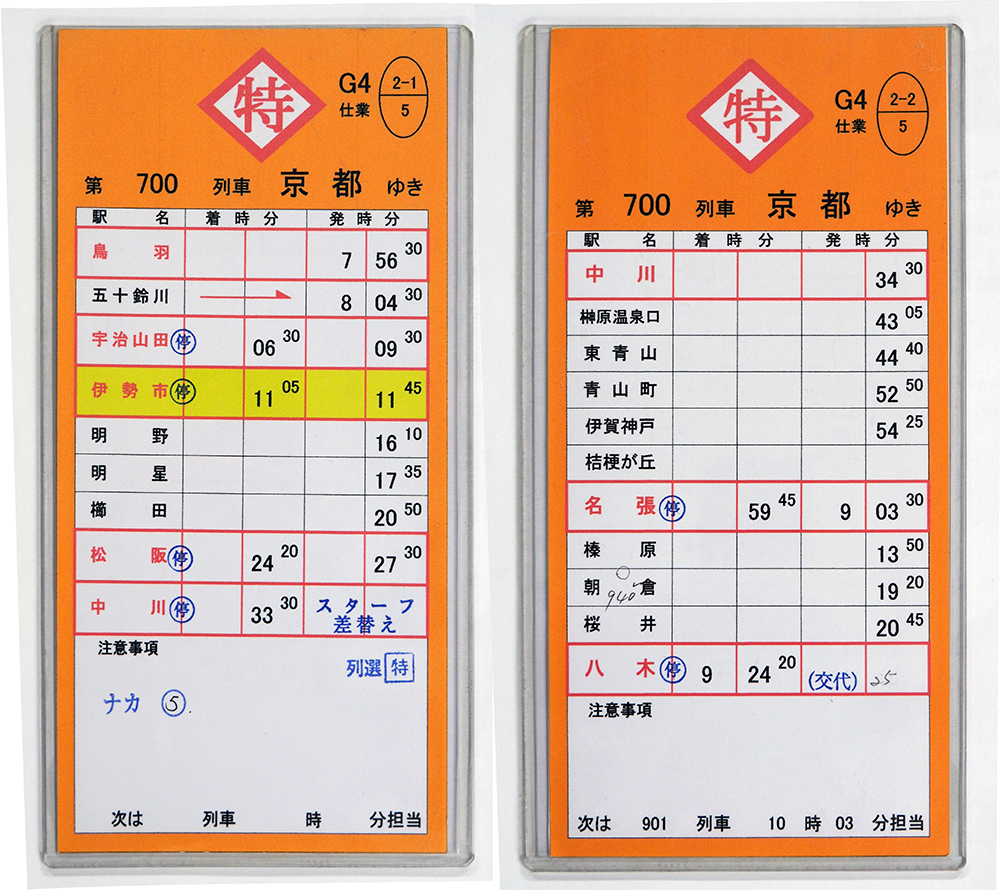 特
G4 2-1
仕業 5
第 700 列車 京都 ゆき
駅名 着時分 発時分
鳥羽 7 56 30
五十鈴川 8 04 30
宇治山田 停 06 30 09 30
伊勢市 停 11 05 11 45
明野 16 10
明星 17 35
櫛田 20 50
松阪 停 24 20 27 30
中川 停 33 30 スターフ
差替え
注意事項
列選 特
ナカ ⑤.
次は 列車 時 分担当
特
G4 2-2
仕業 5
第 700 列車 京都 ゆき
駅名 着時分 発時分
中川 34 30
榊原温泉口 43 05
東青山 44 40
青山町 52 50
伊賀神戸 54 25
桔梗が丘
名張 停 59 45 9 03 30
榛原 13 50
朝倉 940 19 20
桜井 20 45
八木 停 9 24 20 (交代) 25
注意事項
次は 901 列車 10 時 03 分担当